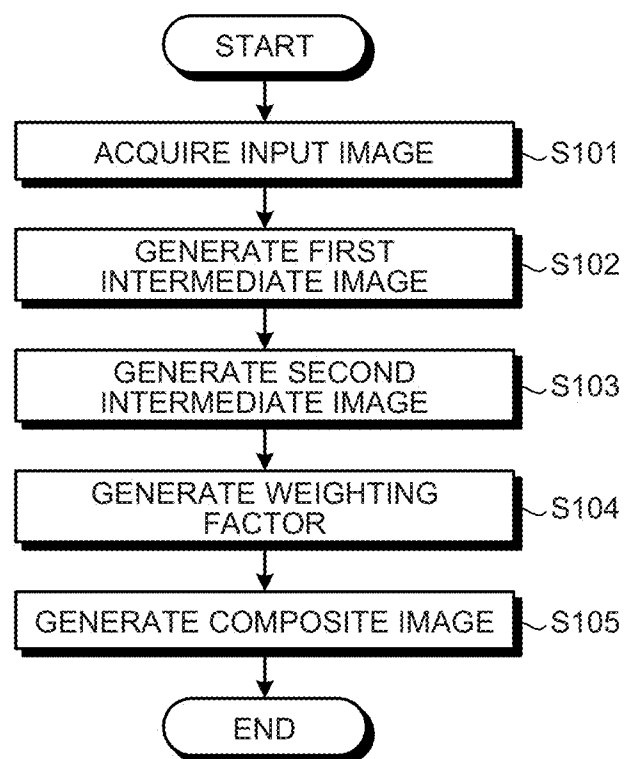 START
ACQUIRE INPUT IMAGE S101
GENERATE FIRST
INTERMEDIATE IMAGE S102
GENERATE SECOND
INTERMEDIATE IMAGE S103
GENERATE WEIGHTING
FACTOR S104
GENERATE COMPOSITE IMAGE S105
END